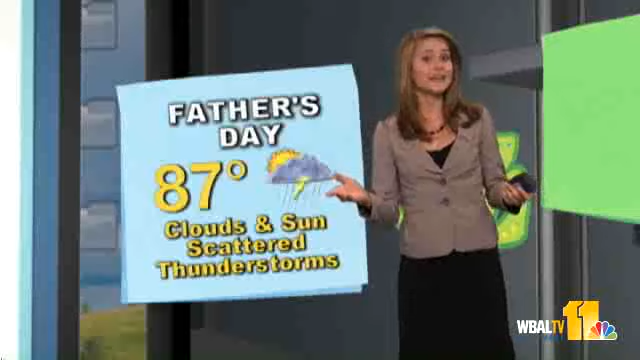 FATHER'S
DAY
87°
Clouds & Sun
Scattered
Thunderstorms
WBALTV 11